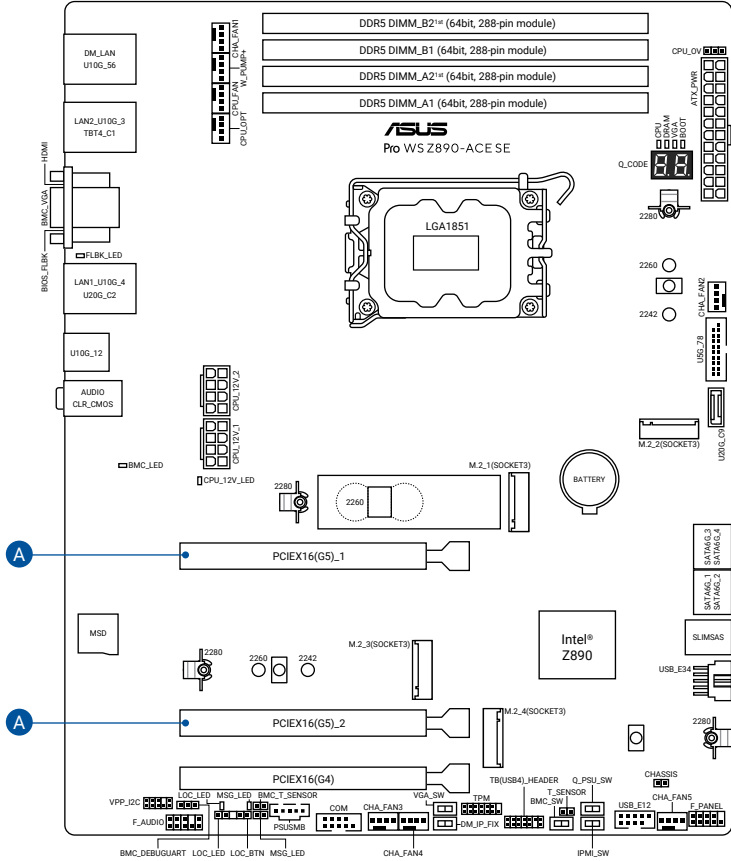 DDR5 DIMM_B2¹ˢᵗ (64bit, 288-pin module)
DDR5 DIMM_B1 (64bit, 288-pin module)
DDR5 DIMM_A2¹ˢᵗ (64bit, 288-pin module)
DDR5 DIMM_A1 (64bit, 288-pin module)
CHA_FAN1
W_PUMP+
CPU_FAN
CPU_OPT
DM_LAN
U10G_56
LAN2_U10G_3
TBT4_C1
HDMI
BMC_VGA
BIOS_FLBK
FLBK_LED
LAN1_U10G_4
U20G_C2
U10G_12
AUDIO
CLR_CMOS
ASUS
Pro WS Z890-ACE SE
CPU_OV
ATX_PWR
CPU
DRAM
VGA
BOOT
Q_CODE
88
2280
2260
2242
LGA1851
CHA_FAN2
U5G_78
U20G_C9
CPU_12V_2
CPU_12V_1
BMC_LED
CPU_12V_LED
M.2_2(SOCKET3)
M.2_1(SOCKET3)
2280
2260
BATTERY
A
PCIEX16(G5)_1
SATA6G_3
SATA6G_4
SATA6G_1
SATA6G_2
MSD
Intel®
Z890
SLIMSAS
USB_E34
2280
2260
2242
M.2_3(SOCKET3)
A
PCIEX16(G5)_2
M.2_4(SOCKET3)
2280
PCIEX16(G4)
VPP_I2C
LOC_LED
MSG_LED
BMC_T_SENSOR
VGA_SW
TPM
TB(USB4)_HEADER
T_SENSOR
BMC_SW
Q_PSU_SW
CHASSIS
F_AUDIO
PSUSMB
COM
CHA_FAN3
DM_IP_FIX
USB_E12
CHA_FAN5
F_PANEL
BMC_DEBUGUART
LOC_LED
LOC_BTN
MSG_LED
CHA_FAN4
IPMI_SW